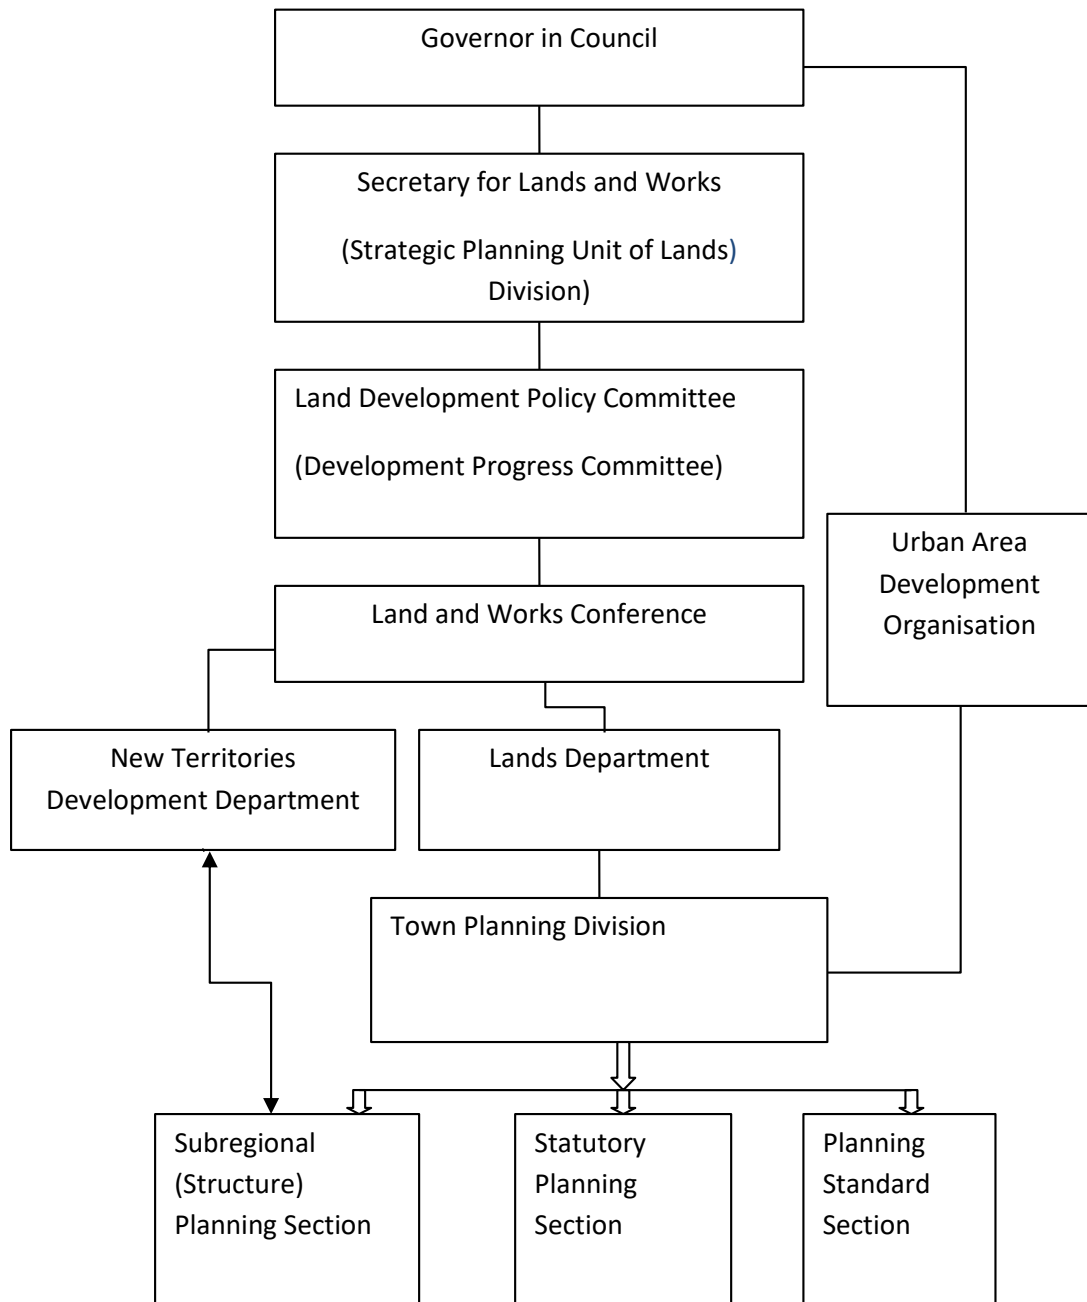 Governor in Council
Secretary for Lands and Works
(Strategic Planning Unit of Lands)
Division)
Land Development Policy Committee
(Development Progress Committee)
Land and Works Conference
Urban Area
Development
Organisation
New Territories
Development Department
Lands Department
Town Planning Division
Subregional
(Structure)
Planning Section
Statutory
Planning
Section
Planning
Standard
Section